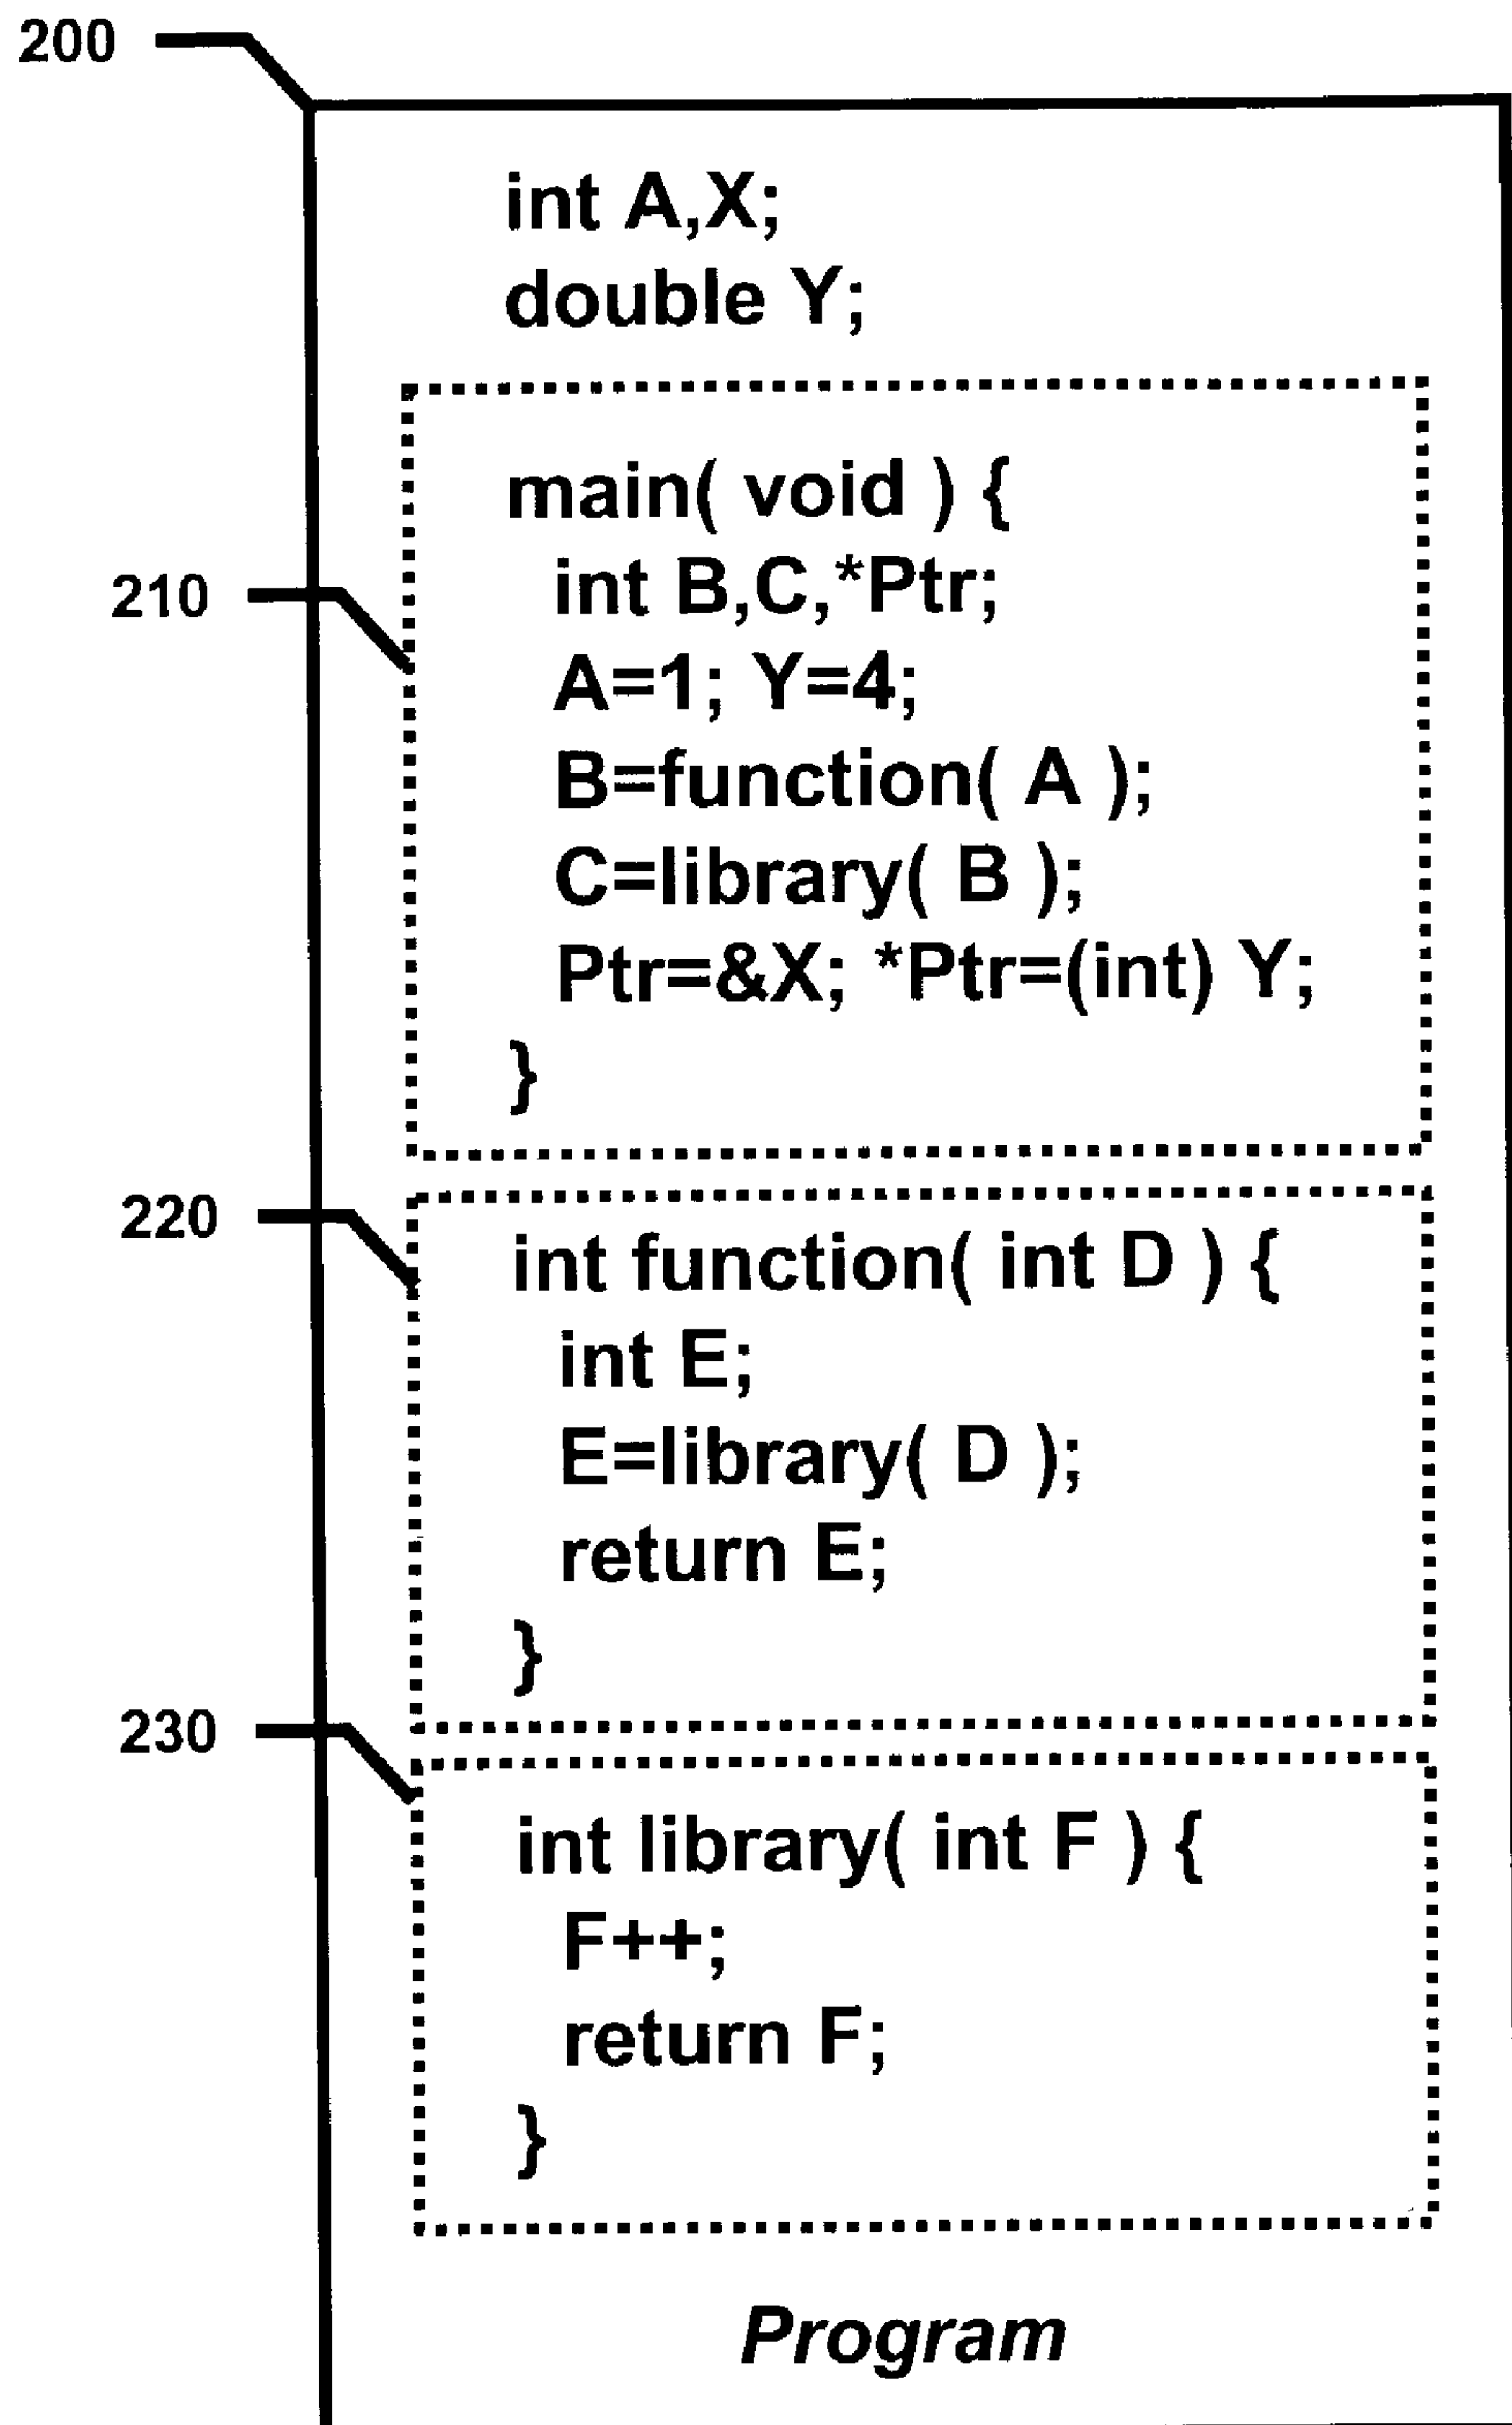 200
int A,X;
double Y;
main( void ) {
210
int B,C,*Ptr;
A=1; Y=4;
B=function( A );
C=library( B );
Ptr=&X; *Ptr=(int) Y;
}
220
int function( int D ) {
int E;
E=library( D );
return E;
}
230
int library( int F ) {
F++;
return F;
}
Program